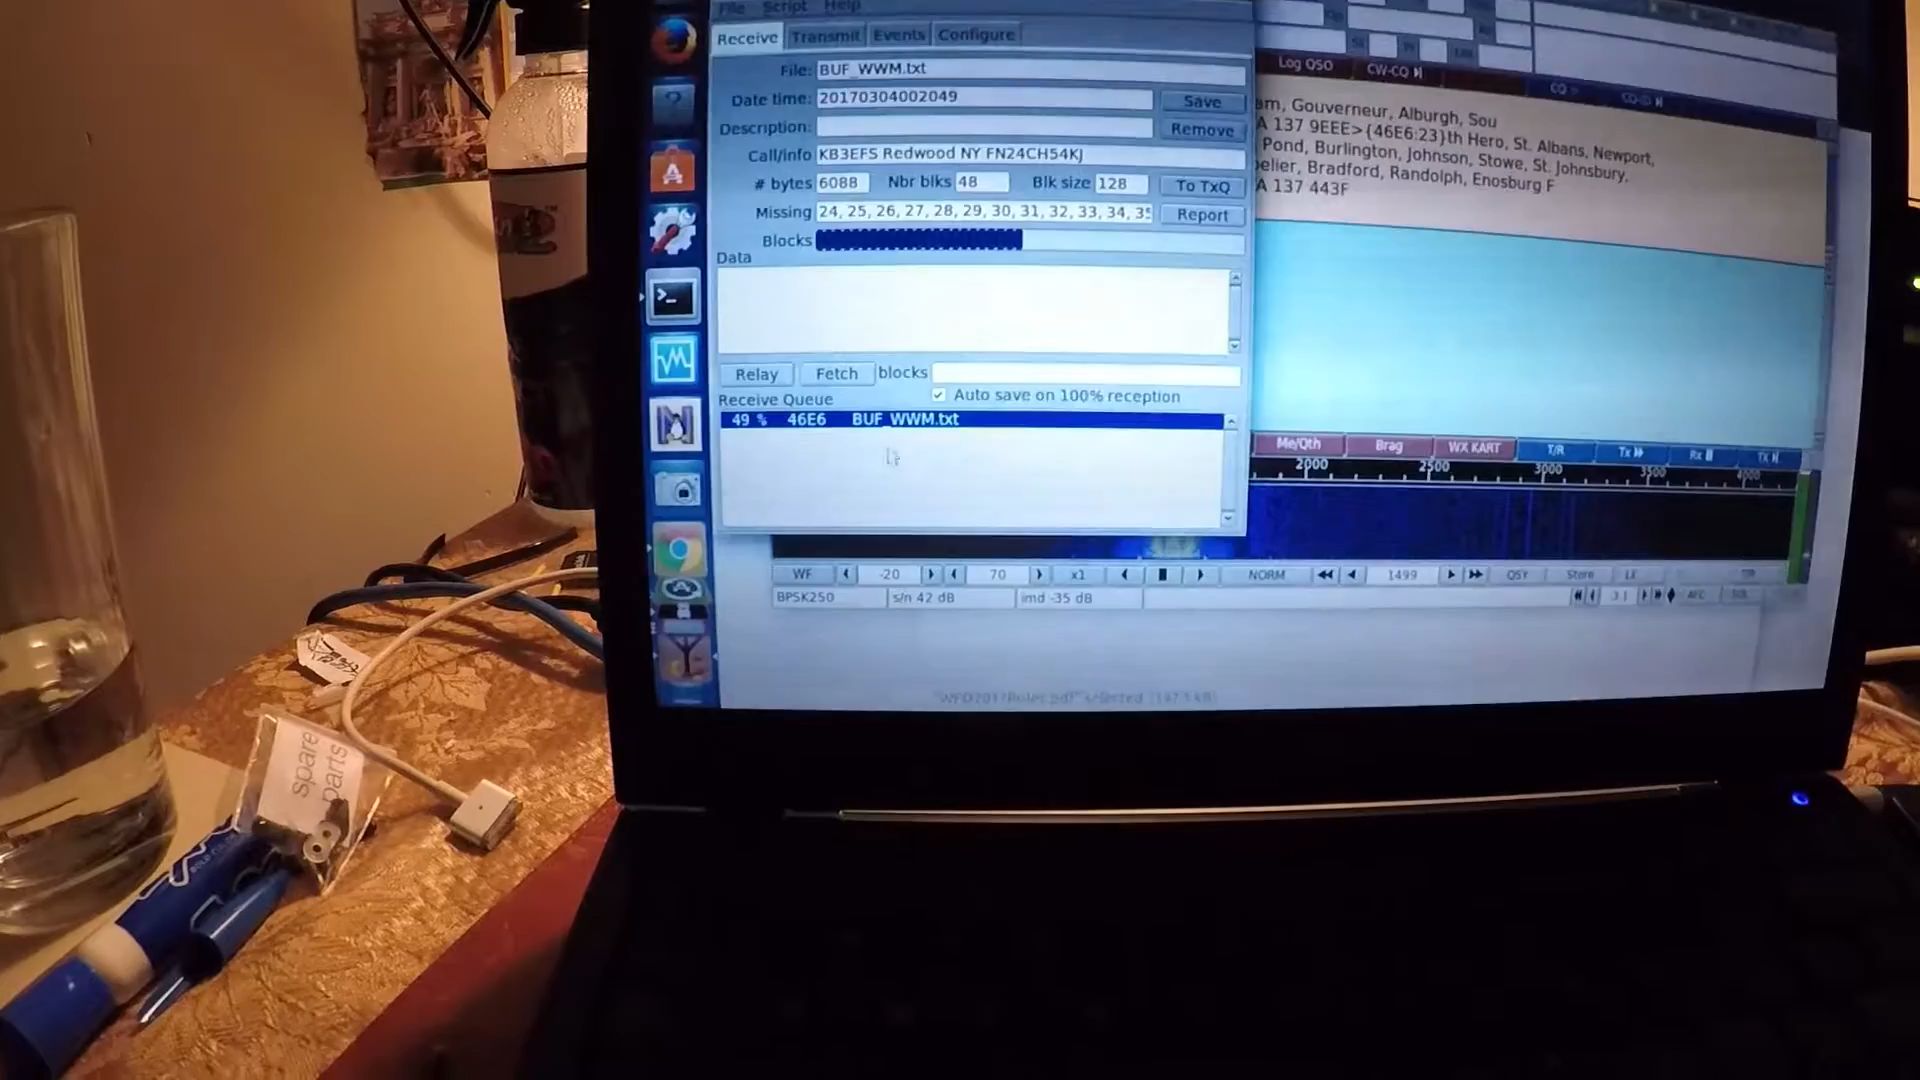 File Script Help
Receive Transmit Events Configure
File: BUF_WWM.txt
Date time: 20170304002049 Save
Description: Remove
Call/info KB3EFS Redwood NY FN24CH54KJ
# bytes 6088 Nbr blks 48 Blk size 128 To TxQ
Missing 24, 25, 26, 27, 28, 29, 30, 31, 32, 33, 34, 35 Report
Blocks
Data
Relay Fetch blocks
Auto save on 100% reception
Receive Queue
49 % 46E6 BUF_WWM.txt
Log QSO CW-CQ
am, Gouverneur, Alburgh, Sou
A 137 9EEE>{46E6:23}th Hero, St. Albans, Newport,
Pond, Burlington, Johnson, Stowe, St. Johnsbury,
elier, Bradford, Randolph, Enosburg F
A 137 443F
Me/Qth Brag WX KART T/R Tx Rx TX
2000 2500 3000 3500 4000
WF -20 70 x1 NORM 1499 QSY Store
BPSK250 s/n 42 dB imd -35 dB
spare
parts